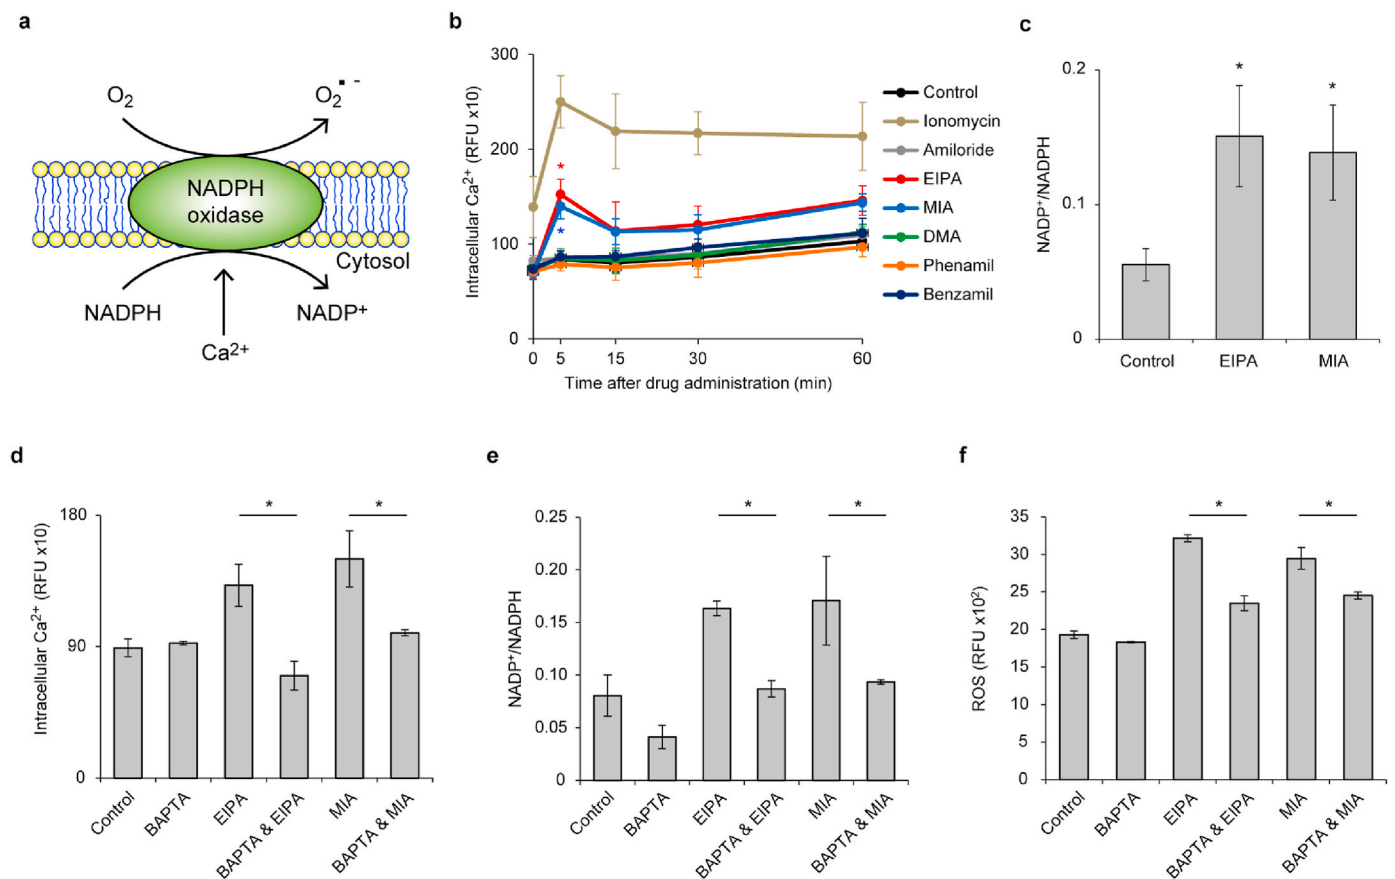 a
O₂
O₂•-
NADPH
oxidase
Cytosol
NADPH
NADP⁺
Ca²⁺
b
Intracellular Ca²⁺ (RFU x10)
300
200
100
0
*
*
0 5 15 30 60
Time after drug administration (min)
Control
Ionomycin
Amiloride
EIPA
MIA
DMA
Phenamil
Benzamil
c
NADP⁺/NADPH
0.2
0.1
0
* *
Control EIPA MIA
d
Intracellular Ca²⁺ (RFU x10)
180
90
0
* *
Control BAPTA EIPA BAPTA & EIPA MIA BAPTA & MIA
e
NADP⁺/NADPH
0.25
0.20
0.15
0.10
0.05
0
* *
Control BAPTA EIPA BAPTA & EIPA MIA BAPTA & MIA
f
ROS (RFU x10²)
35
30
25
20
15
10
5
0
* *
Control BAPTA EIPA BAPTA & EIPA MIA BAPTA & MIA